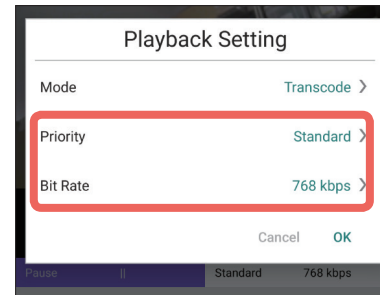 Playback Setting
Mode Transcode
Priority Standard
Bit Rate 768 kbps
Cancel OK
Pause || Standard 768 kbps